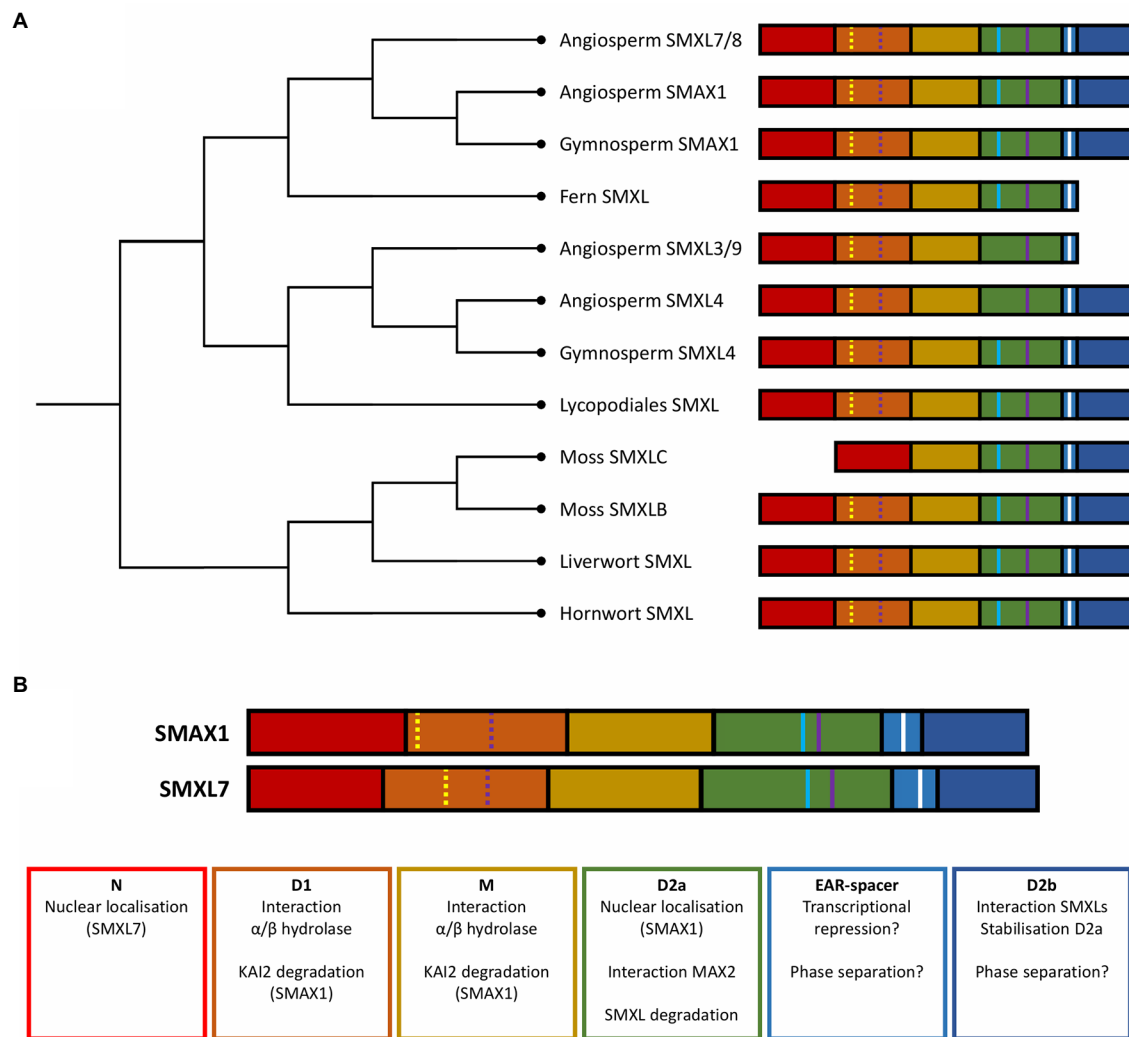 A
Angiosperm SMXL7/8
Angiosperm SMAX1
Gymnosperm SMAX1
Fern SMXL
Angiosperm SMXL3/9
Angiosperm SMXL4
Gymnosperm SMXL4
Lycopodiales SMXL
Moss SMXLC
Moss SMXLB
Liverwort SMXL
Hornwort SMXL
B
SMAX1
SMXL7
N
Nuclear localisation
(SMXL7)
D1
Interaction
α/β hydrolase
KAI2 degradation
(SMAX1)
M
Interaction
α/β hydrolase
KAI2 degradation
(SMAX1)
D2a
Nuclear localisation
(SMAX1)
Interaction MAX2
SMXL degradation
EAR-spacer
Transcriptional
repression?
Phase separation?
D2b
Interaction SMXLs
Stabilisation D2a
Phase separation?